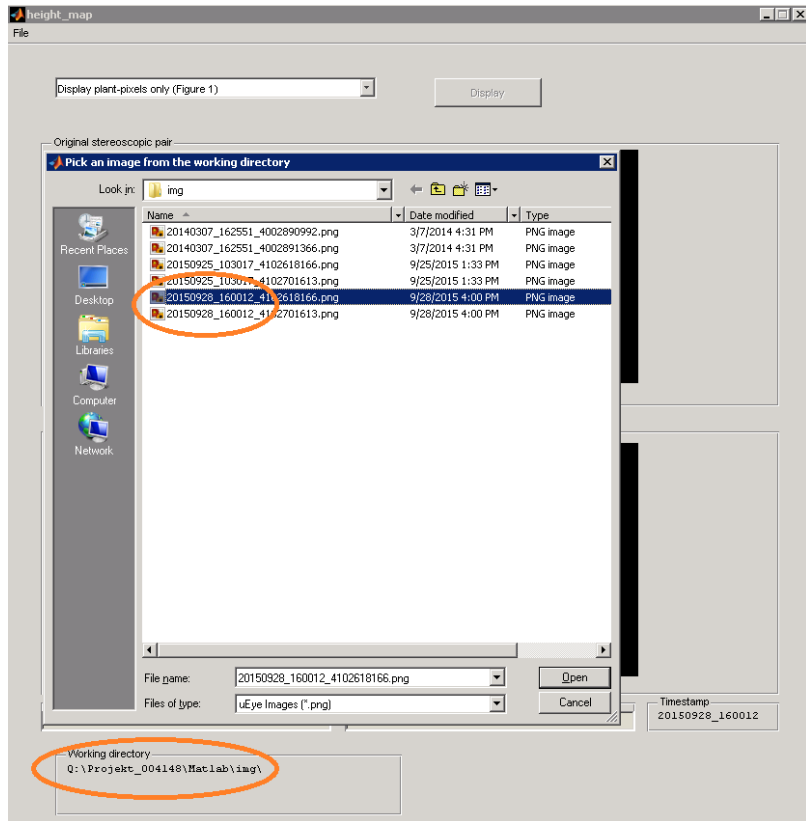 height_map
File
Display plant-pixels only (Figure 1)
Display
Original stereoscopic pair
Pick an image from the working directory
Look in: img
Name Date modified Type
20140307_162551_4002890992.png 3/7/2014 4:31 PM PNG image
20140307_162551_4002891366.png 3/7/2014 4:31 PM PNG image
20150925_103017_4102618166.png 9/25/2015 1:33 PM PNG image
20150925_103017_4102701613.png 9/25/2015 1:33 PM PNG image
20150928_160012_4102618166.png 9/28/2015 4:00 PM PNG image
20150928_160012_4102701613.png 9/28/2015 4:00 PM PNG image
Recent Places
Desktop
Libraries
Computer
Network
File name: 20150928_160012_4102618166.png Open
Files of type: uEye Images (*.png) Cancel
Timestamp
20150928_160012
Working directory
Q:\Projekt_004148\Matlab\img\